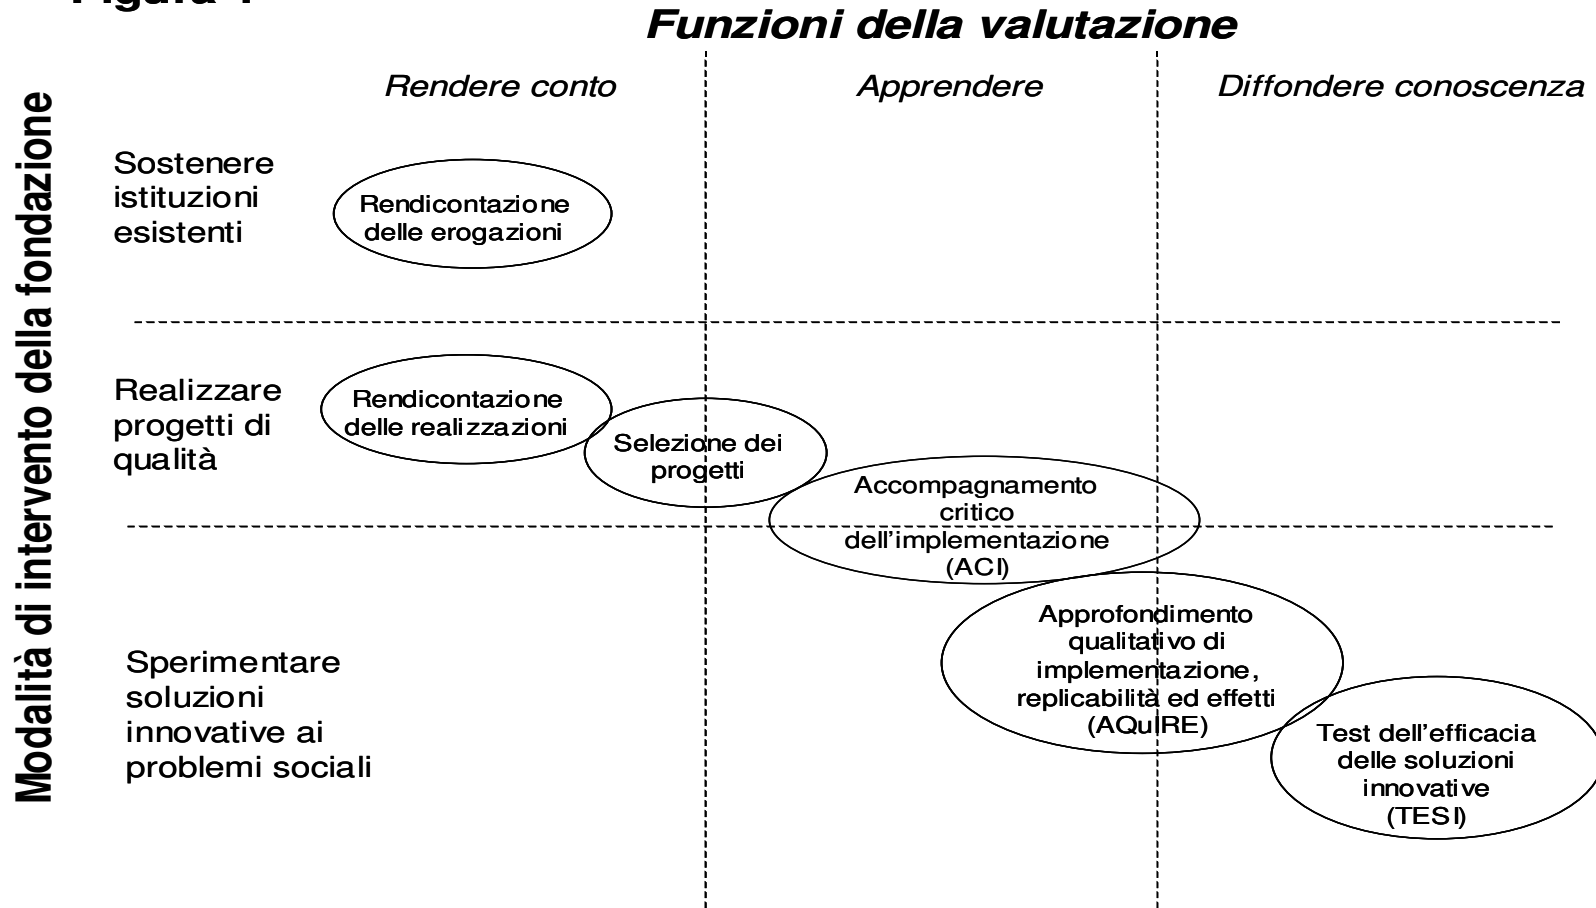 Funzioni della valutazione
Rendere conto
Apprendere
Diffondere conoscenza
Modalità di intervento della fondazione
Sostenere
istituzioni
esistenti
Rendicontazione
delle erogazioni
Realizzare
progetti di
qualità
Rendicontazione
delle realizzazioni
Selezione dei
progetti
Accompagnamento
critico
dell'implementazione
(ACI)
Sperimentare
soluzioni
innovative ai
problemi sociali
Approfondimento
qualitativo di
implementazione,
replicabilità ed effetti
(AQuIRE)
Test dell'efficacia
delle soluzioni
innovative
(TESI)